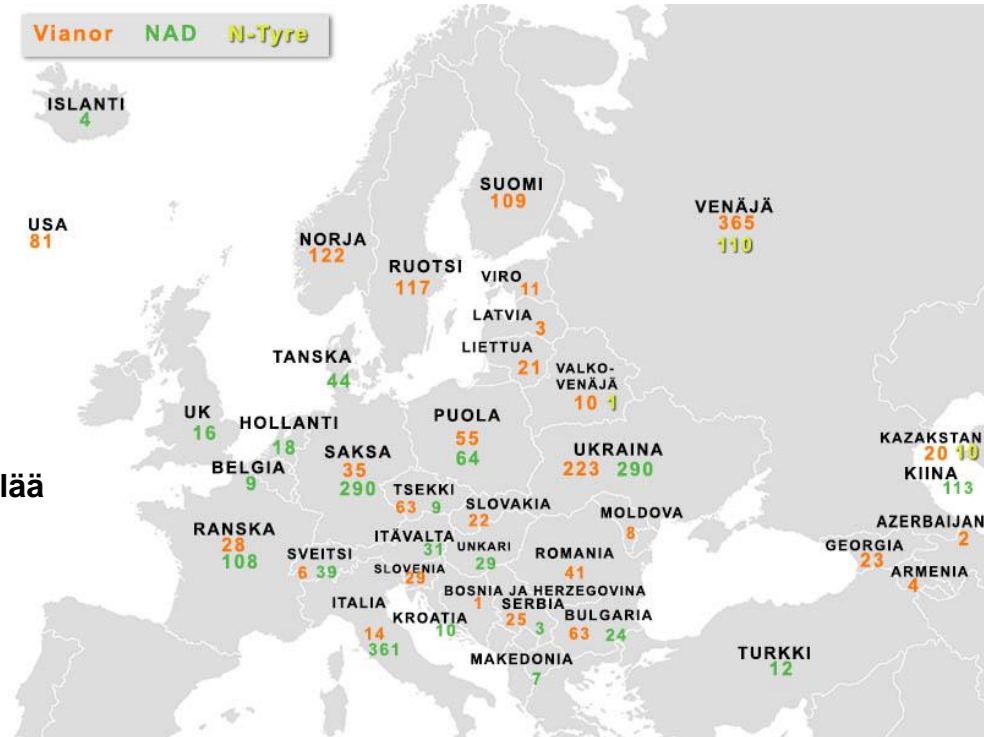 Vianor NAD N-Tyre
ISLANTI
4
USA
81
SUOMI
109
VENÄJÄ
365
110
NORJA
122
RUOTSI
117
VIRO
11
LATVIA
3
LIETTUA
21
TANSKA
44
VALKO-
VENÄJÄ
10 1
UK
16
HOLLANTI
18
BELGIA
9
SAKSA
35
290
PUOLA
55
64
UKRAINA
223 290
KAZAKSTAN
20 10
KIINA
113
lää
TSEKKI
63 9
SLOVAKIA
22
MOLDOVA
8
AZERBAIJAN
2
GEORGIA
23
ARMENIA
4
RANSKA
28
108
SVEITSI
6 39
ITÄVALTA
31
UNKARI
29
ROMANIA
41
SLOVENIA
29
BOSNIA JA HERZEGOVINA
1
SERBIA
25 3
BULGARIA
63 24
ITALIA
14
361
KROATIA
10
MAKEDONIA
7
TURKKI
12